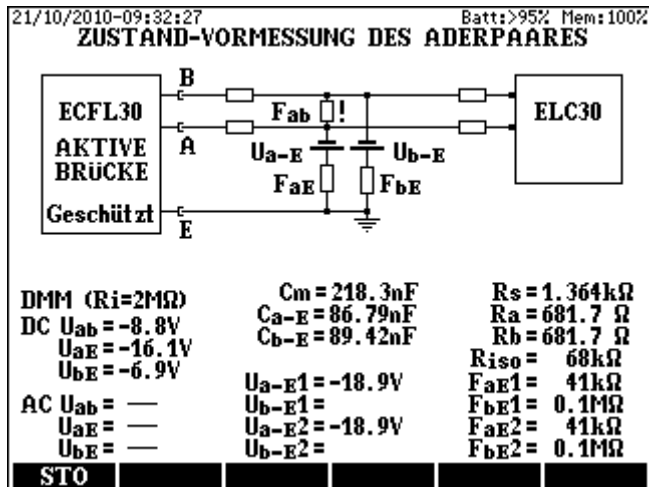 21/10/2010-09:32:27 Batt:>95% Mem:100%
ZUSTAND-VORMESSUNG DES ADERPAARES
B
ECFL30 Fab ! ELC30
AKTIVE A Ua-E Ub-E
BRÜCKE
FaE FbE
Geschützt
E
DMM (Ri=2MΩ)
DC Uab=-8.8V
UaE=-16.1V
UbE=-6.9V
AC Uab= —
UaE= —
UbE= —
Cm=218.3nF
Ca-E=86.79nF
Cb-E=89.42nF
Ua-E1=-18.9V
Ub-E1=
Ua-E2=-18.9V
Ub-E2=
Rs=1.364kΩ
Ra=681.7 Ω
Rb=681.7 Ω
Riso= 68kΩ
FaE1= 41kΩ
FbE1= 0.1MΩ
FaE2= 41kΩ
FbE2= 0.1MΩ
STO